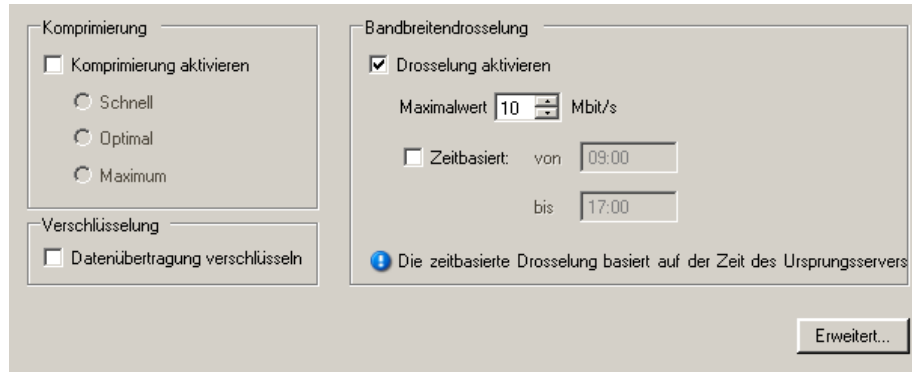 Komprimierung
Komprimierung aktivieren
Schnell
Optimal
Maximum
Verschlüsselung
Datenübertragung verschlüsseln
Bandbreitendrosselung
Drosselung aktivieren
Maximalwert 10 Mbit/s
Zeitbasiert: von 09:00
bis 17:00
Die zeitbasierte Drosselung basiert auf der Zeit des Ursprungsservers
Erweitert...